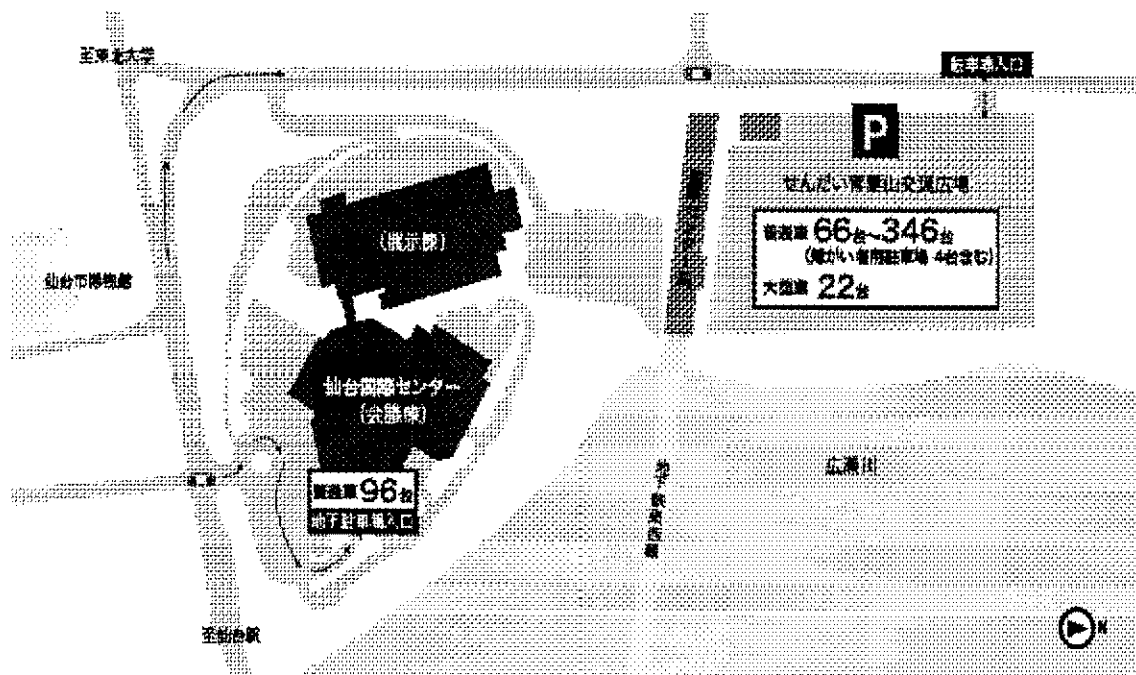 至東北大学
駐車場入口
P
せんだい青葉山交流広場
普通車 66台～346台
(障がい者用駐車場 4台含む)
大型車 22台
(展示棟)
仙台市博物館
仙台国際センター
(会議棟)
普通車 96台
地下駐車場入口
広瀬川
地下鉄東西線
至仙台駅
N